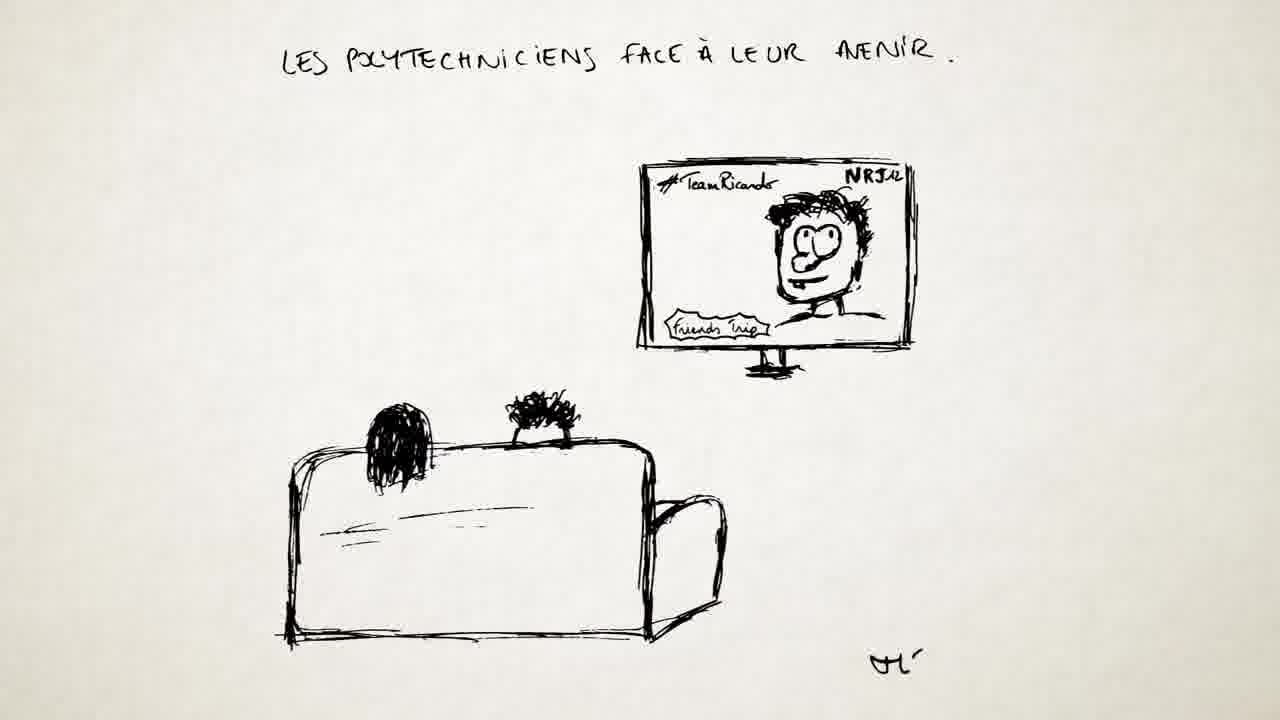 LES POLYTECHNICIENS FACE À LEUR AVENIR.
#TeamRicardo
NRJ12
Friends Trip